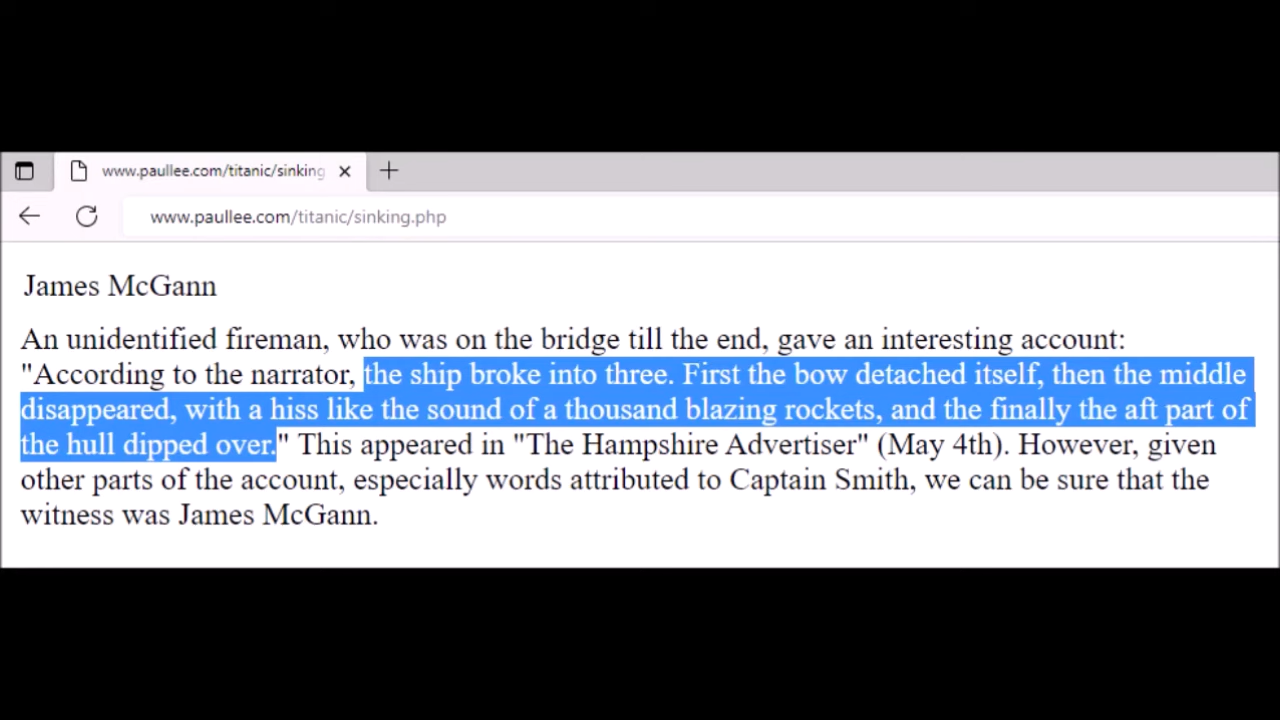 www.paullee.com/titanic/sinking
www.paullee.com/titanic/sinking.php
James McGann
An unidentified fireman, who was on the bridge till the end, gave an interesting account:
"According to the narrator, the ship broke into three. First the bow detached itself, then the middle
disappeared, with a hiss like the sound of a thousand blazing rockets, and the finally the aft part of
the hull dipped over." This appeared in "The Hampshire Advertiser" (May 4th). However, given
other parts of the account, especially words attributed to Captain Smith, we can be sure that the
witness was James McGann.